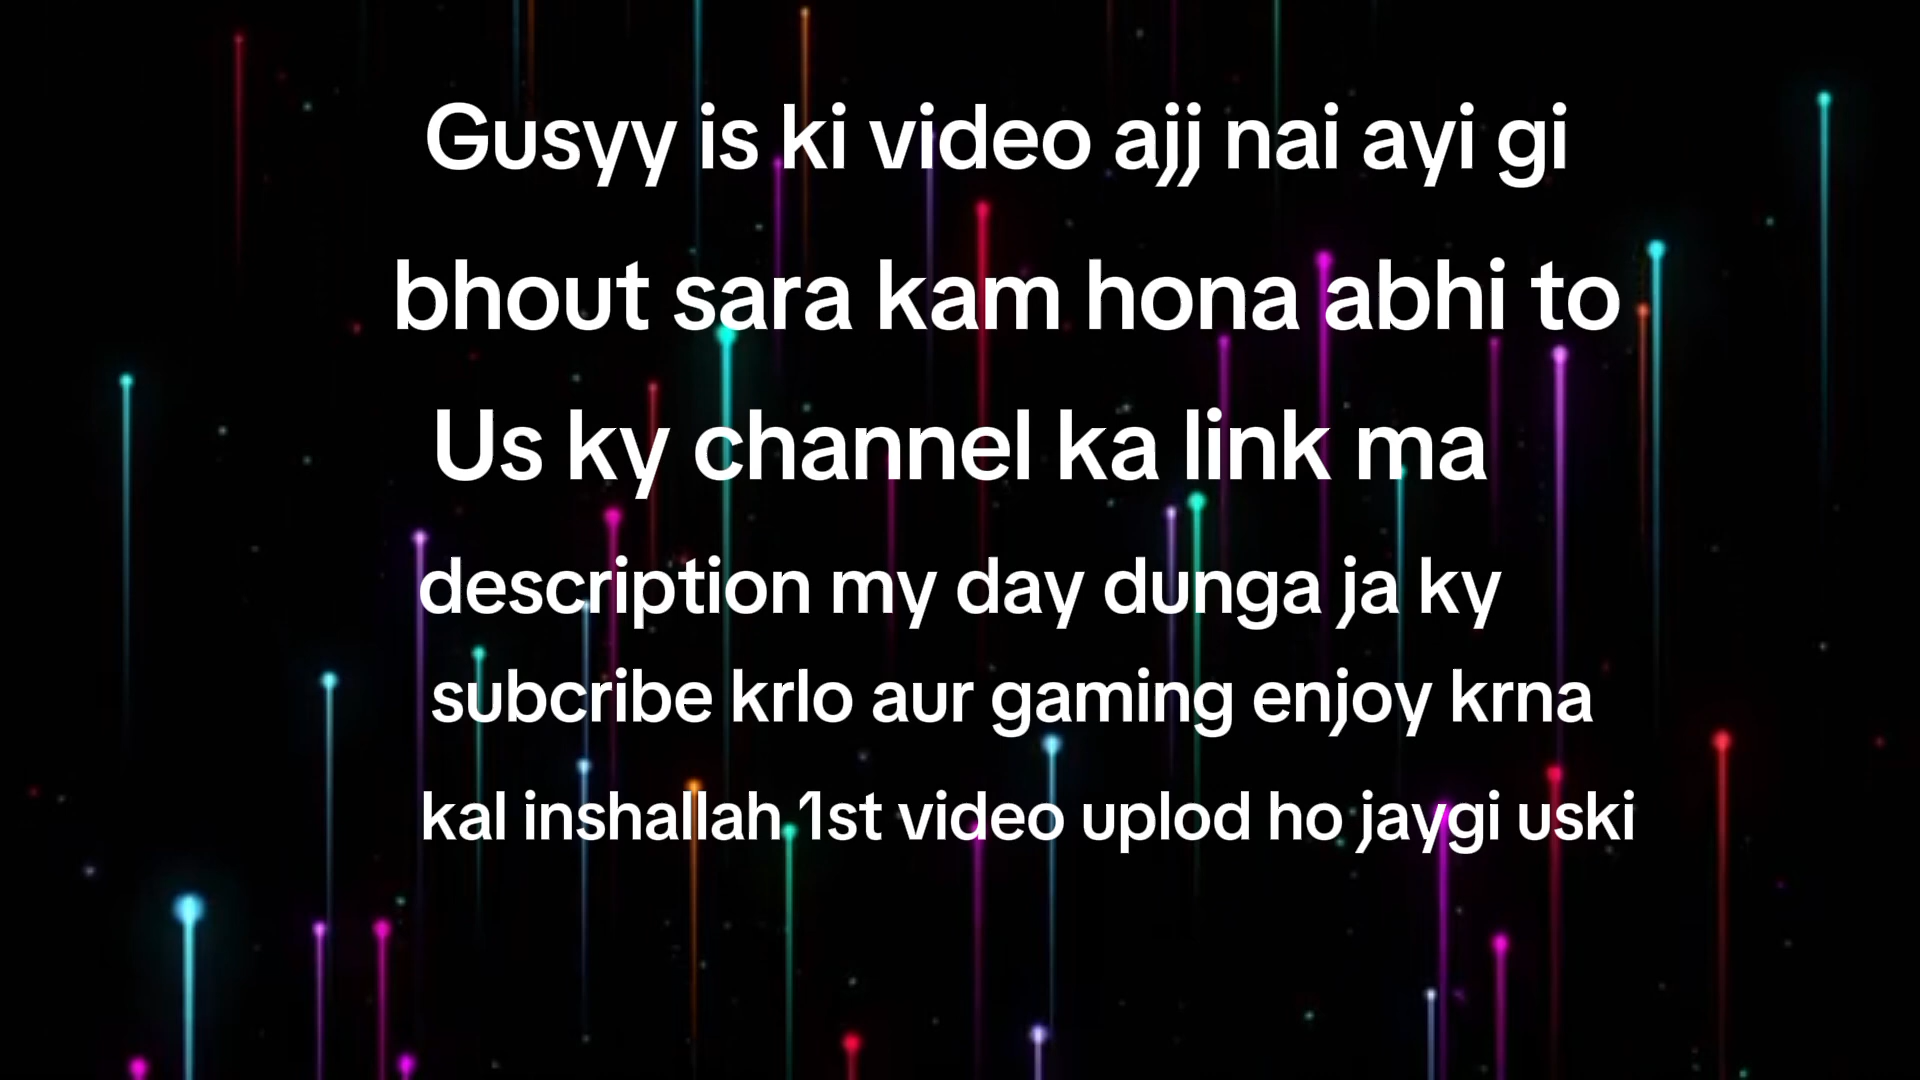 Gusyy is ki video ajj nai ayi gi
bhout sara kam hona abhi to
Us ky channel ka link ma
description my day dunga ja ky
subcribe krlo aur gaming enjoy krna
kal inshallah 1st video uplod ho jaygi uski